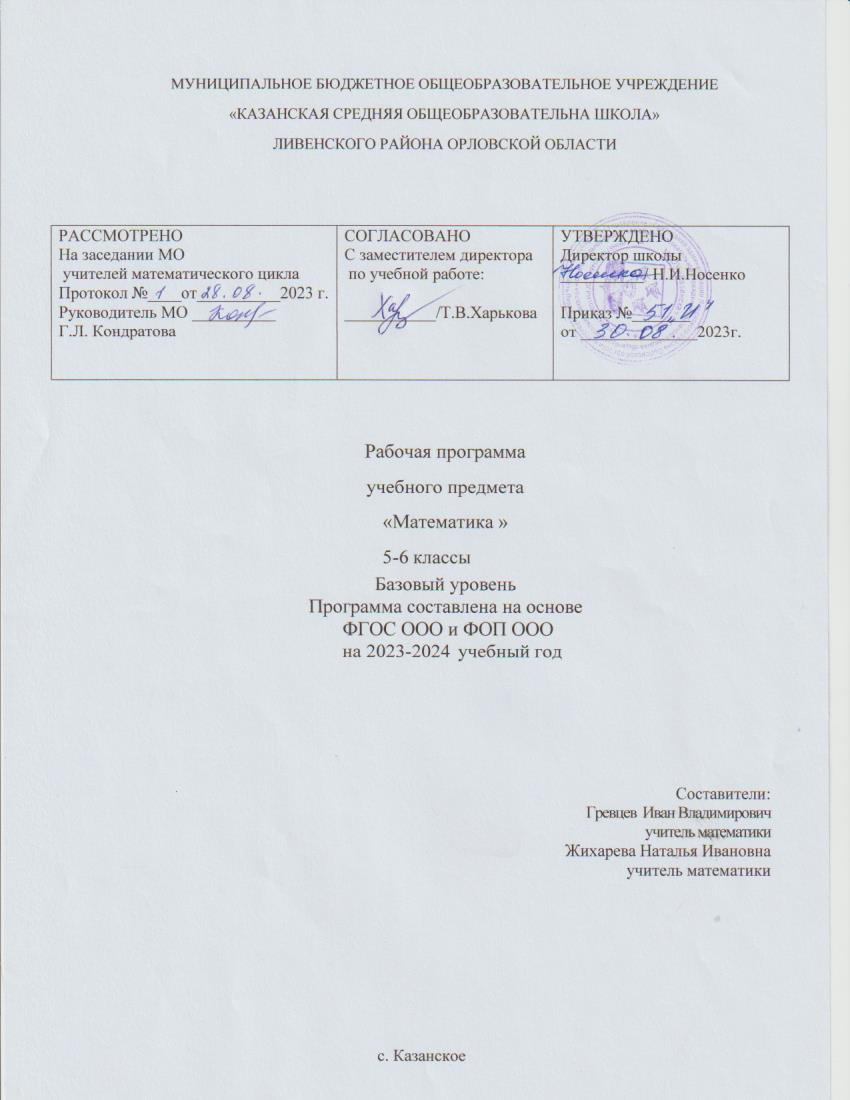 МУНИЦИПАЛЬНОЕ БЮДЖЕТНОЕ ОБЩЕОБРАЗОВАТЕЛЬНОЕ УЧРЕЖДЕНИЕ
«КАЗАНСКАЯ СРЕДНЯЯ ОБЩЕОБРАЗОВАТЕЛЬНА ШКОЛА»
ЛИВЕНСКОГО РАЙОНА ОРЛОВСКОЙ ОБЛАСТИ
РАССМОТРЕНО
На заседании МО
учителей математического цикла
Протокол № 1 от 28.08. 2023 г.
Руководитель МО
Г.Л. Кондратова
СОГЛАСОВАНО
С заместителем директора
по учебной работе:
/Т.В.Харькова
УТВЕРЖДЕНО
Директор школы
Носенко / Н.И.Носенко
Приказ № 51 „И“
от 30.08. 2023г.
Рабочая программа
учебного предмета
«Математика »
5-6 классы
Базовый уровень
Программа составлена на основе
ФГОС ООО и ФОП ООО
на 2023-2024 учебный год
Составители:
Гревцев Иван Владимирович
учитель математики
Жихарева Наталья Ивановна
учитель математики
с. Казанское